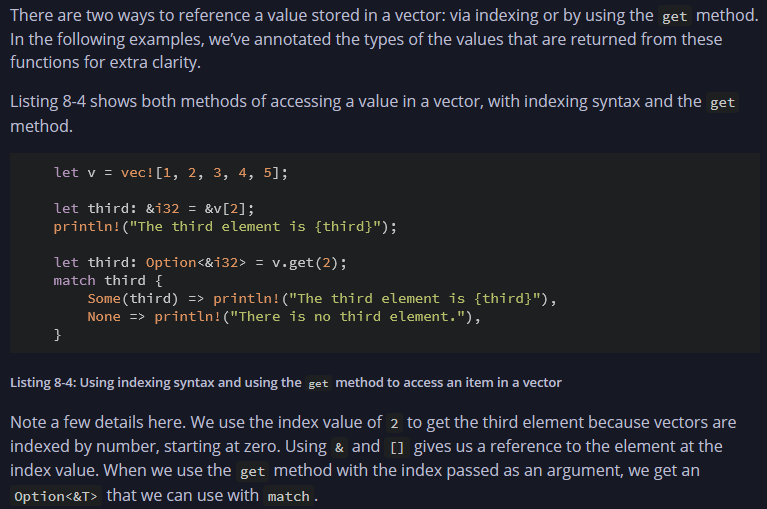 There are two ways to reference a value stored in a vector: via indexing or by using the get method.
In the following examples, we’ve annotated the types of the values that are returned from these
functions for extra clarity.
Listing 8-4 shows both methods of accessing a value in a vector, with indexing syntax and the get
method.
let v = vec![1, 2, 3, 4, 5];
let third: &i32 = &v[2];
println!("The third element is {third}");
let third: Option<&i32> = v.get(2);
match third {
Some(third) => println!("The third element is {third}"),
None => println!("There is no third element."),
}
Listing 8-4: Using indexing syntax and using the get method to access an item in a vector
Note a few details here. We use the index value of 2 to get the third element because vectors are
indexed by number, starting at zero. Using & and [] gives us a reference to the element at the
index value. When we use the get method with the index passed as an argument, we get an
Option<&T> that we can use with match.